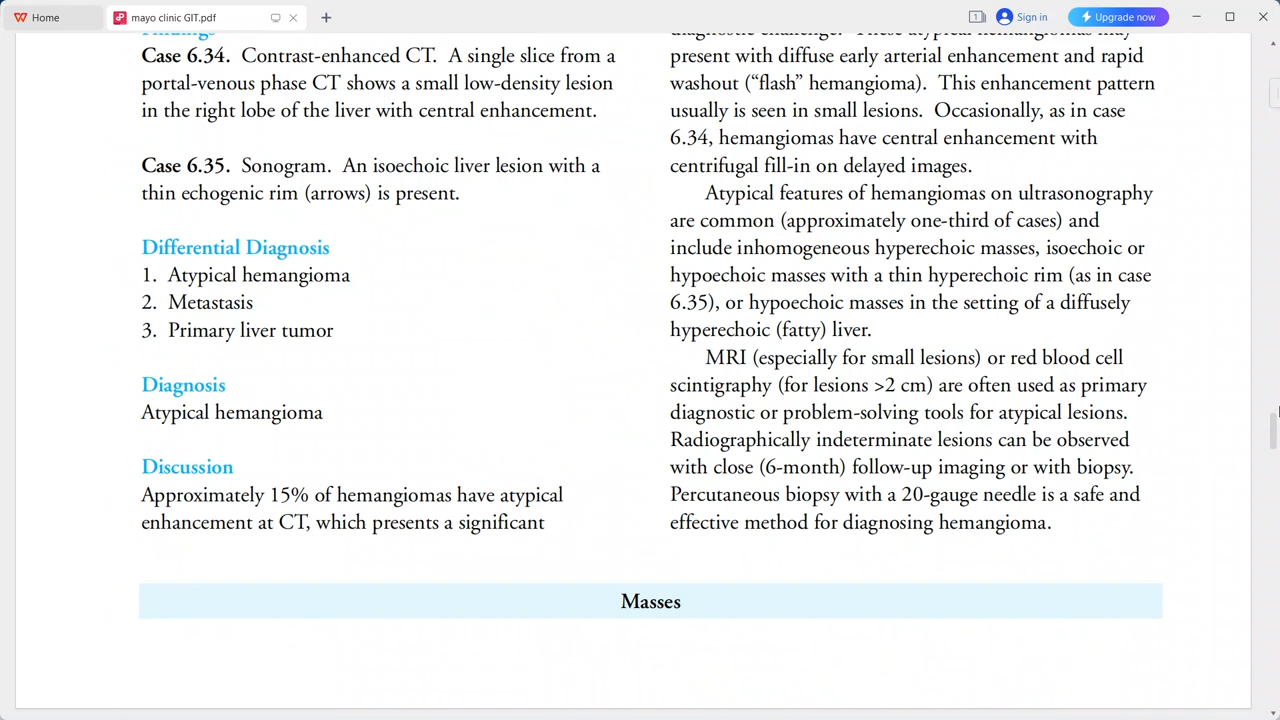 Home
mayo clinic GIT.pdf
1
Sign in
Upgrade now
Findings
Case 6.34. Contrast-enhanced CT. A single slice from a
portal-venous phase CT shows a small low-density lesion
in the right lobe of the liver with central enhancement.
Case 6.35. Sonogram. An isoechoic liver lesion with a
thin echogenic rim (arrows) is present.
Differential Diagnosis
1. Atypical hemangioma
2. Metastasis
3. Primary liver tumor
Diagnosis
Atypical hemangioma
Discussion
Approximately 15% of hemangiomas have atypical
enhancement at CT, which presents a significant
diagnostic challenge. These atypical hemangiomas may
present with diffuse early arterial enhancement and rapid
washout (“flash” hemangioma). This enhancement pattern
usually is seen in small lesions. Occasionally, as in case
6.34, hemangiomas have central enhancement with
centrifugal fill-in on delayed images.
Atypical features of hemangiomas on ultrasonography
are common (approximately one-third of cases) and
include inhomogeneous hyperechoic masses, isoechoic or
hypoechoic masses with a thin hyperechoic rim (as in case
6.35), or hypoechoic masses in the setting of a diffusely
hyperechoic (fatty) liver.
MRI (especially for small lesions) or red blood cell
scintigraphy (for lesions >2 cm) are often used as primary
diagnostic or problem-solving tools for atypical lesions.
Radiographically indeterminate lesions can be observed
with close (6-month) follow-up imaging or with biopsy.
Percutaneous biopsy with a 20-gauge needle is a safe and
effective method for diagnosing hemangioma.
Masses